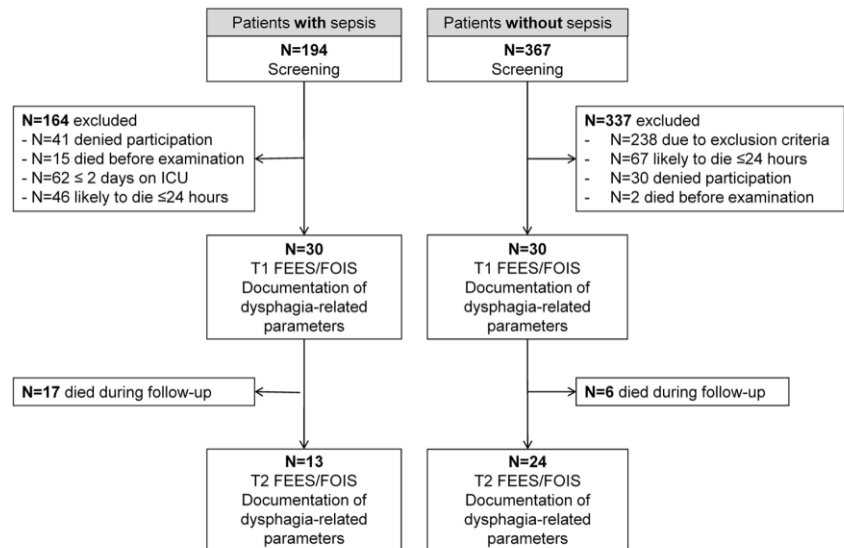 Patients with sepsis
N=194
Screening
Patients without sepsis
N=367
Screening
N=164 excluded
- N=41 denied participation
- N=15 died before examination
- N=62 ≤ 2 days on ICU
- N=46 likely to die ≤24 hours
N=337 excluded
- N=238 due to exclusion criteria
- N=67 likely to die ≤24 hours
- N=30 denied participation
- N=2 died before examination
N=30
T1 FEES/FOIS
Documentation of
dysphagia-related
parameters
N=30
T1 FEES/FOIS
Documentation of
dysphagia-related
parameters
N=17 died during follow-up
N=6 died during follow-up
N=13
T2 FEES/FOIS
Documentation of
dysphagia-related
parameters
N=24
T2 FEES/FOIS
Documentation of
dysphagia-related
parameters